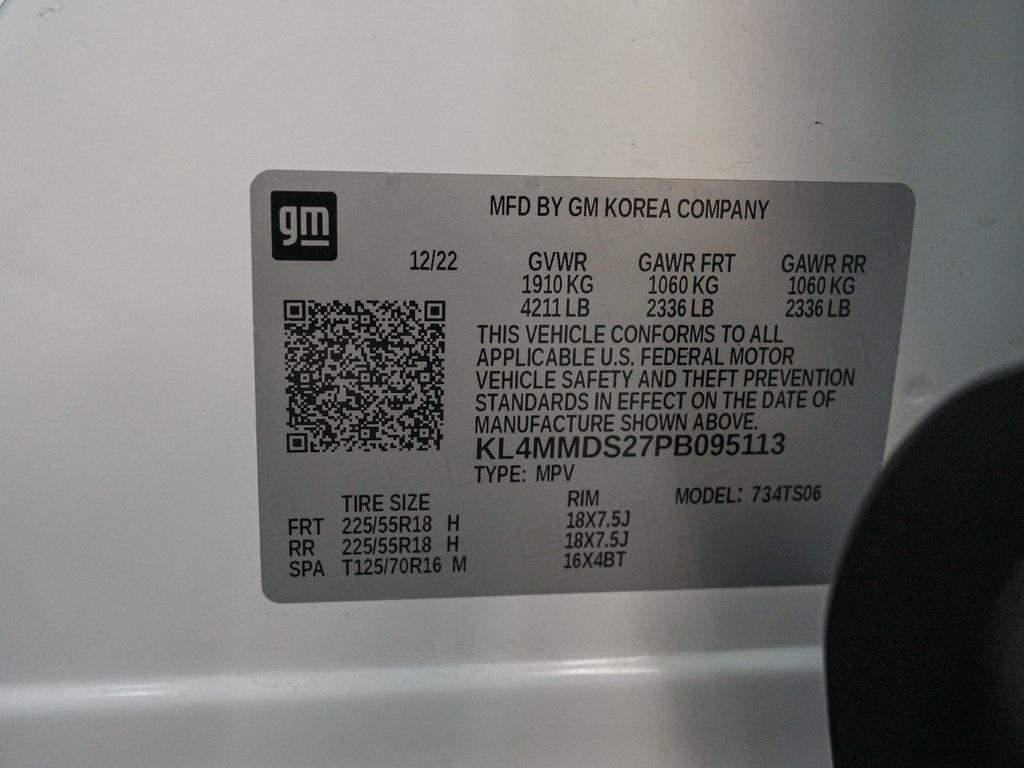 gm
MFD BY GM KOREA COMPANY
12/22 GVWR GAWR FRT GAWR RR
1910 KG 1060 KG 1060 KG
4211 LB 2336 LB 2336 LB
THIS VEHICLE CONFORMS TO ALL
APPLICABLE U.S. FEDERAL MOTOR
VEHICLE SAFETY AND THEFT PREVENTION
STANDARDS IN EFFECT ON THE DATE OF
MANUFACTURE SHOWN ABOVE.
KL4MMDS27PB095113
TYPE: MPV
TIRE SIZE RIM MODEL: 734TS06
FRT 225/55R18 H 18X7.5J
RR 225/55R18 H 18X7.5J
SPA T125/70R16 M 16X4BT